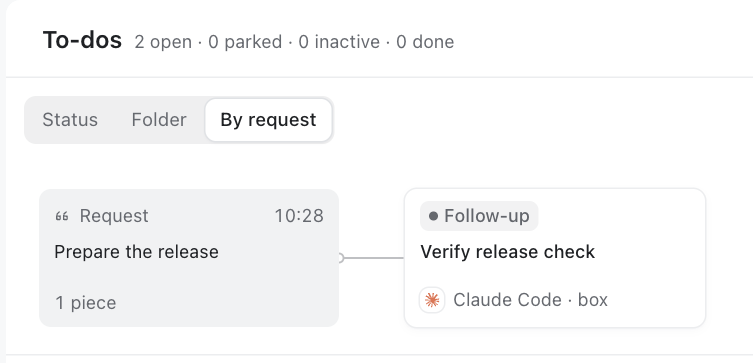 To-dos 2 open · 0 parked · 0 inactive · 0 done
Status Folder By request
“ Request 10:28
Prepare the release
1 piece
Follow-up
Verify release check
Claude Code · box